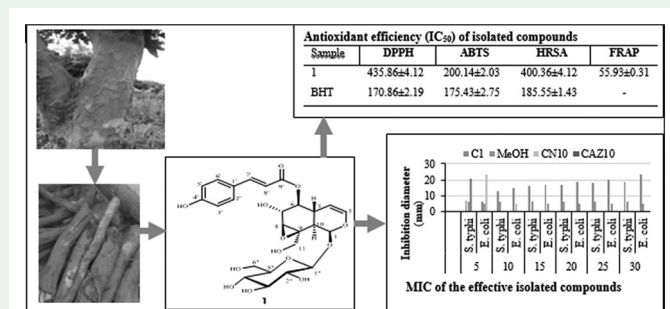 Antioxidant efficiency (IC50) of isolated compounds
Sample DPPH ABTS HRSA FRAP
1 435.86±4.12 200.14±2.03 400.36±4.12 55.93±0.31
BHT 170.86±2.19 175.43±2.75 185.55±1.43 -
C1 MeOH CN10 CAZ10
Inhibition diameter (mm)
30
20
10
0
S. typhi E. coli S. typhi E. coli S. typhi E. coli S. typhi E. coli S. typhi E. coli S. typhi E. coli
5 10 15 20 25 30
MIC of the effective isolated compounds
HO
O
HO
O
HO
HO
HO
OH
1